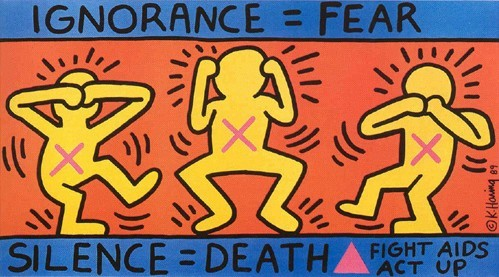 IGNORANCE = FEAR
SILENCE = DEATH
FIGHT AIDS
ACT UP
© K. Haring 89